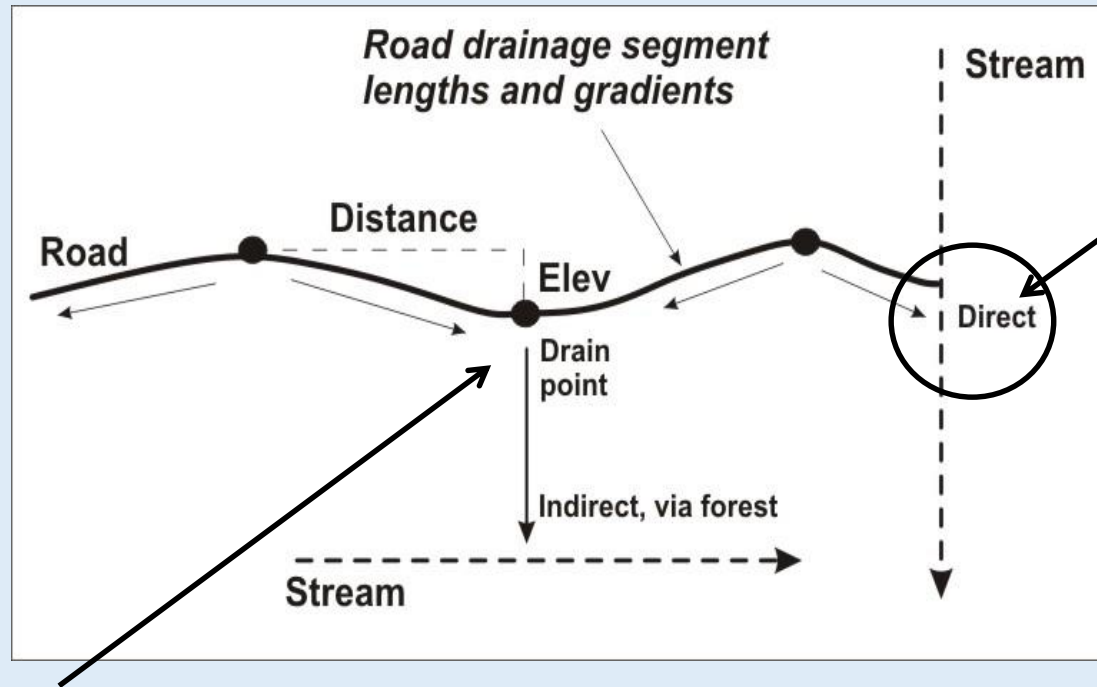 Road drainage segment
lengths and gradients
Stream
Distance
Road
Elev
Direct
Drain
point
Indirect, via forest
Stream